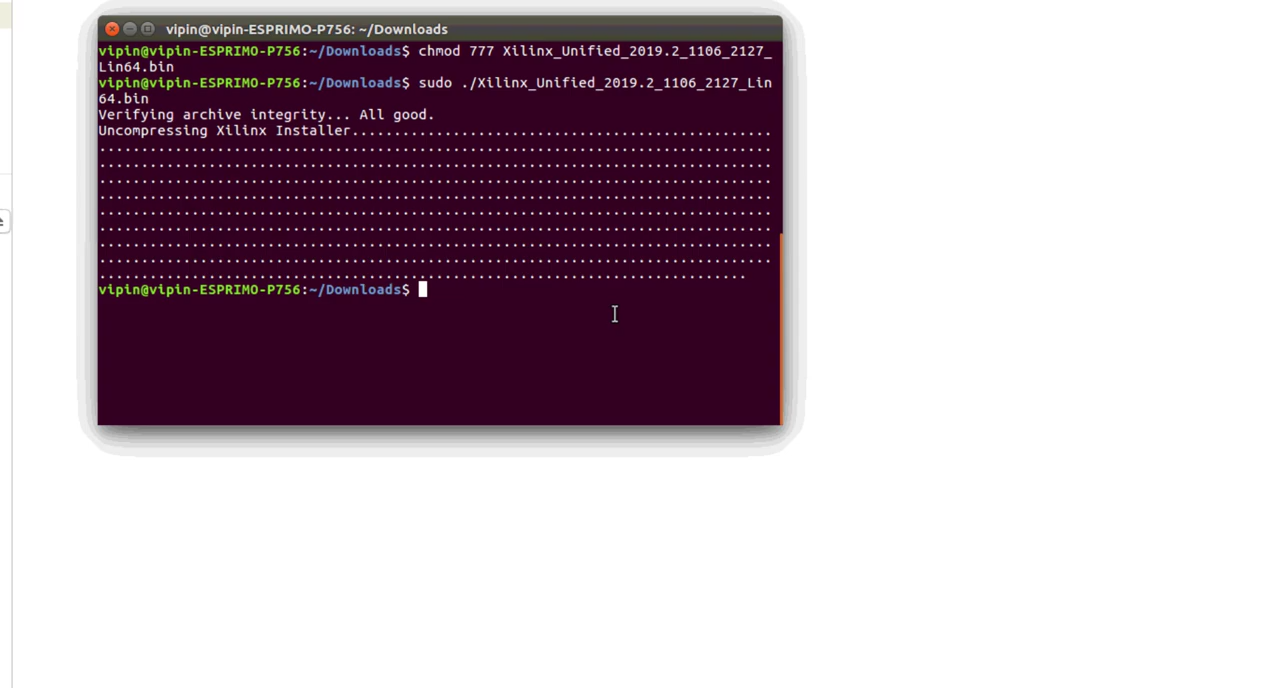 vipin@vipin-ESPRIMO-P756: ~/Downloads
vipin@vipin-ESPRIMO-P756:~/Downloads$ chmod 777 Xilinx_Unified_2019.2_1106_2127_
Lin64.bin
vipin@vipin-ESPRIMO-P756:~/Downloads$ sudo ./Xilinx_Unified_2019.2_1106_2127_Lin
64.bin
Verifying archive integrity... All good.
Uncompressing Xilinx Installer..................................................
................................................................................
................................................................................
................................................................................
................................................................................
................................................................................
................................................................................
................................................................................
................................................................................
.............................................................................
vipin@vipin-ESPRIMO-P756:~/Downloads$